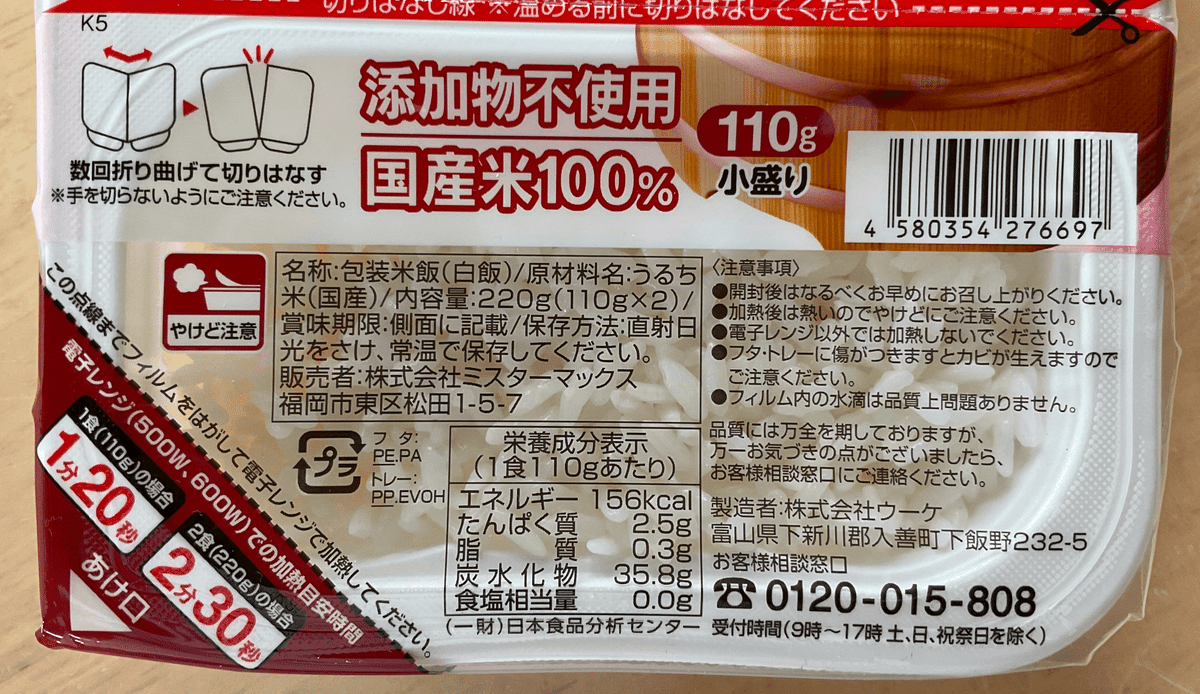 切りはなし線 ※温める前に切りはなしてください
K5
数回折り曲げて切りはなす
※手を切らないようにご注意ください。
添加物不使用
国産米100%
110g
小盛り
4 580354 276697
やけど注意
名称:包装米飯(白飯)/原材料名:うるち
米(国産)/内容量:220g(110g×2)/
賞味期限:側面に記載/保存方法:直射日
光をさけ、常温で保存してください。
販売者:株式会社ミスターマックス
福岡市東区松田1-5-7
プラ
フタ:
PE.PA
トレー:
PP.EVOH
栄養成分表示
(1食110gあたり)
エネルギー 156kcal
たんぱく質 2.5g
脂質 0.3g
炭水化物 35.8g
食塩相当量 0.0g
(一財)日本食品分析センター
〈注意事項〉
●開封後はなるべくお早めにお召し上がりください。
●加熱後は熱いのでやけどにご注意ください。
●電子レンジ以外では加熱しないでください。
●フタ・トレーに傷がつきますとカビが生えますので
ご注意ください。
●フィルム内の水滴は品質上問題ありません。
品質には万全を期しておりますが、
万一お気づきの点がございましたら、
お客様相談窓口にご連絡ください。
製造者:株式会社ウーケ
富山県下新川郡入善町下飯野232-5
お客様相談窓口
☎0120-015-808
受付時間(9時〜17時 土、日、祝祭日を除く)
この点線までフィルムをはがして電子レンジで加熱してください。
電子レンジ(500W、600W)での加熱目安時間
1食(110g)の場合
1分20秒
2食(220g)の場合
2分30秒
あけ口